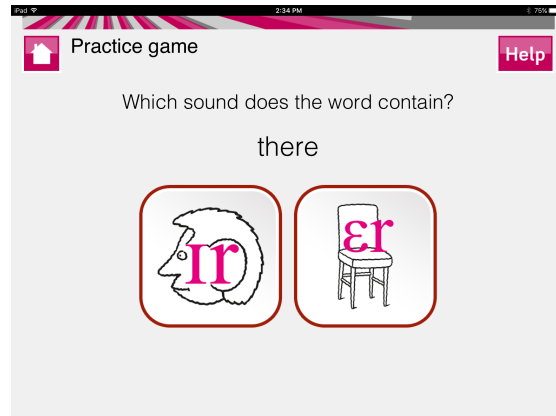 iPad 2:34 PM 75%
Practice game
Help
Which sound does the word contain?
there
ɪr ɛr